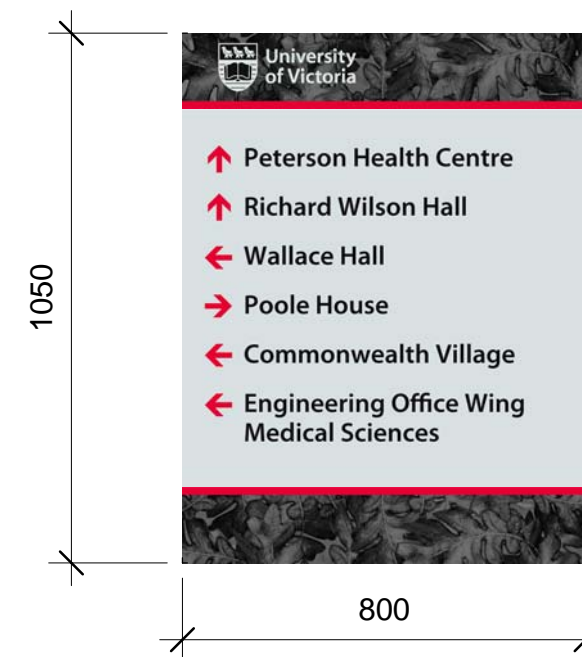 University
of Victoria
Peterson Health Centre
Richard Wilson Hall
Wallace Hall
Poole House
Commonwealth Village
Engineering Office Wing
Medical Sciences
1050
800